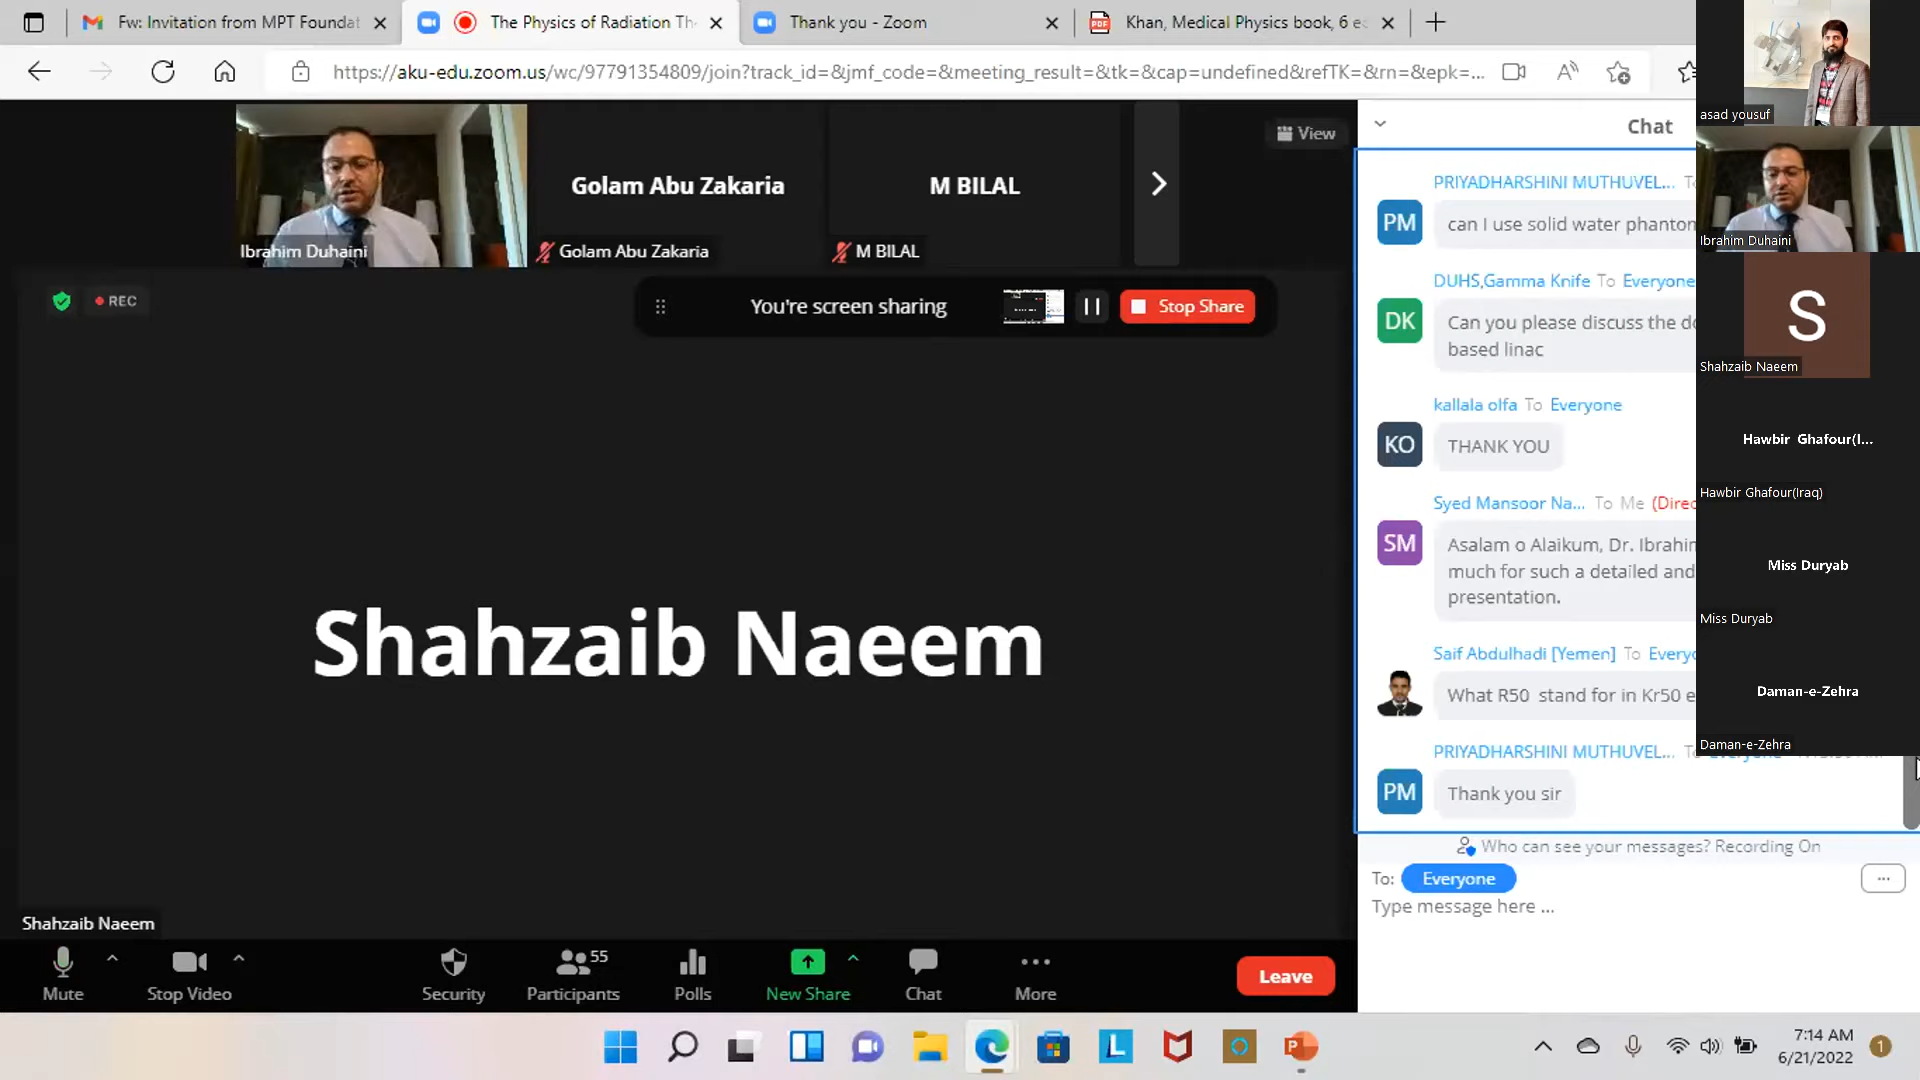 Fw: Invitation from MPT Foundat
The Physics of Radiation Th
Thank you - Zoom
Khan, Medical Physics book, 6 e
https://aku-edu.zoom.us/wc/97791354809/join?track_id=&jmf_code=&meeting_result=&tk=&cap=undefined&refTK=&rn=&epk=...
Ibrahim Duhaini
Golam Abu Zakaria
Golam Abu Zakaria
M BILAL
M BILAL
View
REC
You're screen sharing
Stop Share
Shahzaib Naeem
Shahzaib Naeem
Mute
Stop Video
Security
55
Participants
Polls
New Share
Chat
More
Leave
Chat
PRIYADHARSHINI MUTHUVEL...
PM
can I use solid water phantom
DUHS,Gamma Knife To Everyone
DK
Can you please discuss the do
based linac
kallala olfa To Everyone
KO
THANK YOU
Syed Mansoor Na... To Me (Direc
SM
Asalam o Alaikum, Dr. Ibrahim
much for such a detailed and
presentation.
Saif Abdulhadi [Yemen] To Everyo
What R50 stand for in Kr50 e
PRIYADHARSHINI MUTHUVEL...
PM
Thank you sir
Who can see your messages? Recording On
To: Everyone
Type message here ...
asad yousuf
Ibrahim Duhaini
S
Shahzaib Naeem
Hawbir Ghafour(I...
Hawbir Ghafour(Iraq)
Miss Duryab
Miss Duryab
Daman-e-Zehra
Daman-e-Zehra
7:14 AM
6/21/2022
1